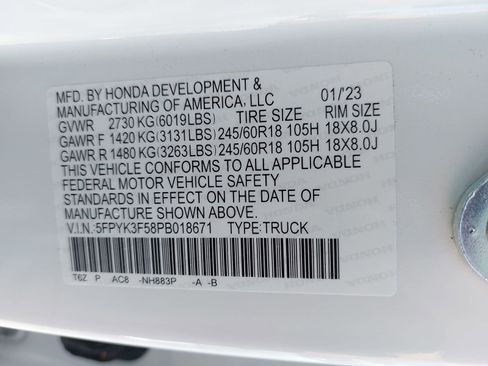 MFD. BY HONDA DEVELOPMENT &
MANUFACTURING OF AMERICA, LLC 01/'23
GVWR 2730 KG(6019LBS) TIRE SIZE RIM SIZE
GAWR F 1420 KG(3131LBS) 245/60R18 105H 18X8.0J
GAWR R 1480 KG(3263LBS) 245/60R18 105H 18X8.0J
THIS VEHICLE CONFORMS TO ALL APPLICABLE
FEDERAL MOTOR VEHICLE SAFETY
STANDARDS IN EFFECT ON THE DATE OF
MANUFACTURE SHOWN ABOVE.
V.I.N.:5FPYK3F58PB018671 TYPE:TRUCK
T6Z P AC8 -NH883P -A -B